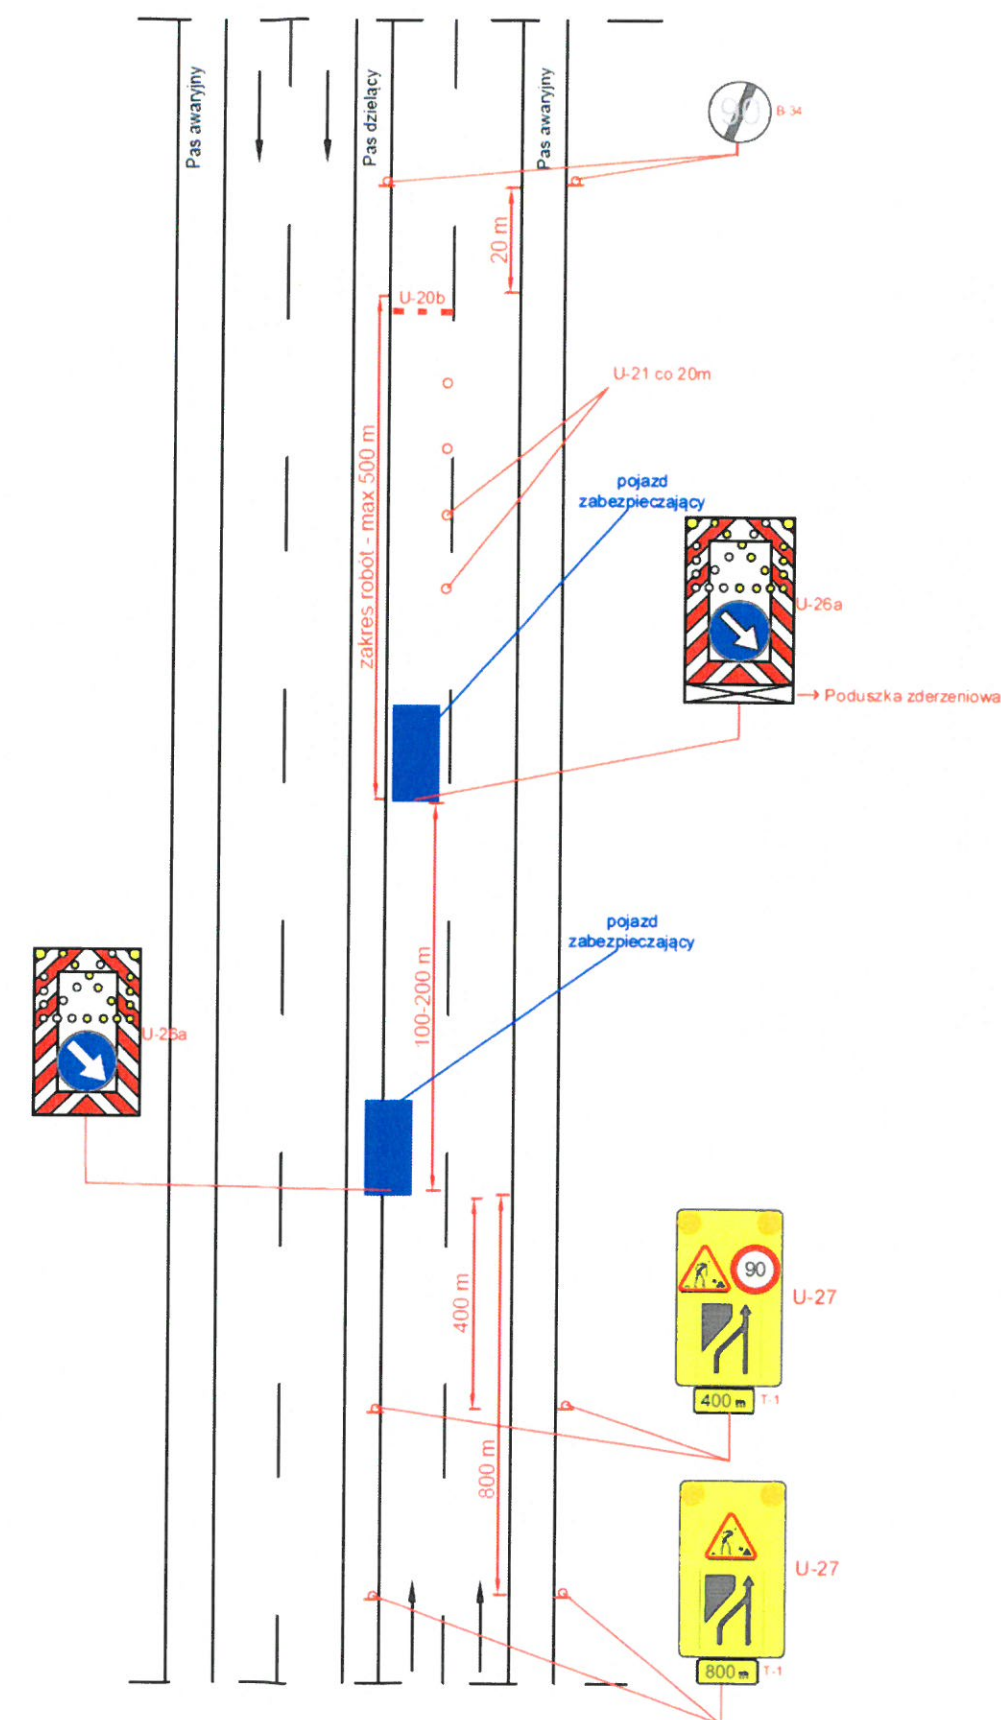 Pas awaryjny
Pas dzielący
Pas awaryjny
90
B-34
20 m
U-20b
U-21 co 20m
zakres robót - max 500 m
pojazd
zabezpieczający
U-26a
Poduszka zderzeniowa
pojazd
zabezpieczający
100-200 m
U-26a
400 m
90
U-27
400 m
T-1
800 m
U-27
800 m
T-1